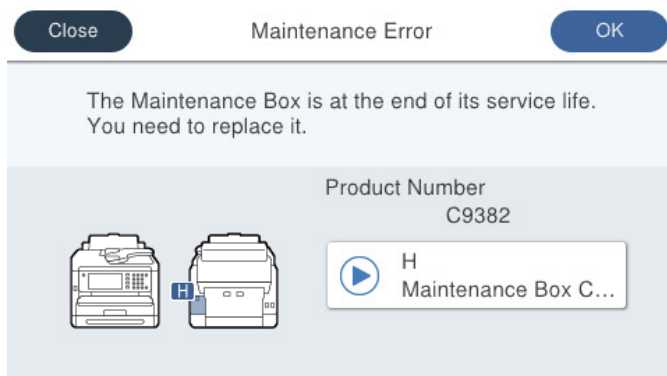 Close
Maintenance Error
OK
The Maintenance Box is at the end of its service life.
You need to replace it.
Product Number
C9382
H
H
Maintenance Box C...